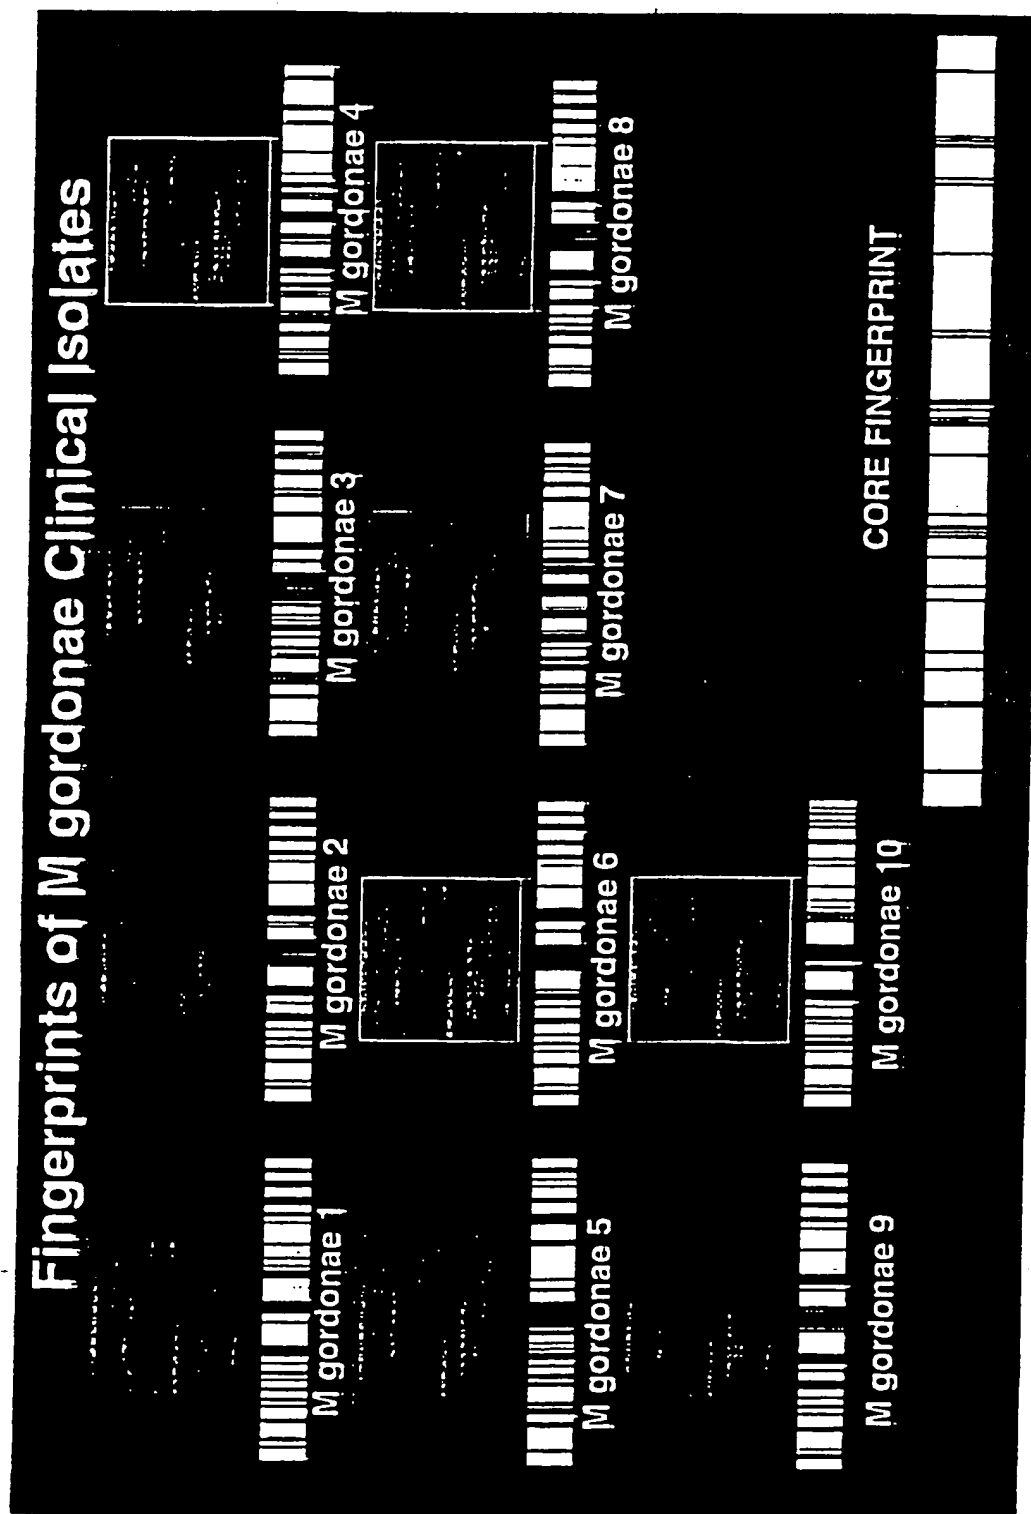 Fingerprints of M gordonae Clinical Isolates
M gordonae 1
M gordonae 2
M gordonae 3
M gordonae 4
M gordonae 5
M gordonae 6
M gordonae 7
M gordonae 8
M gordonae 9
M gordonae 10
CORE FINGERPRINT